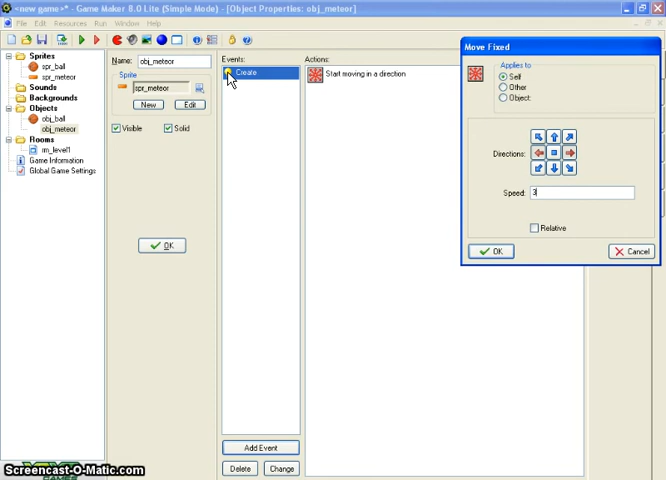 <new game>* - Game Maker 8.0 Lite (Simple Mode) - [Object Properties: obj_meteor]
File Edit Resources Run Window Help
Sprites
spr_ball
spr_meteor
Sounds
Backgrounds
Objects
obj_ball
obj_meteor
Rooms
rm_level1
Game Information
Global Game Settings
Name: obj_meteor
Sprite
spr_meteor
New Edit
Visible Solid
OK
Events:
Create
Add Event
Delete Change
Actions:
Start moving in a direction
Move Fixed
Applies to
Self
Other
Object:
Directions:
Speed: 3
Relative
OK Cancel
Screencast-O-Matic.com